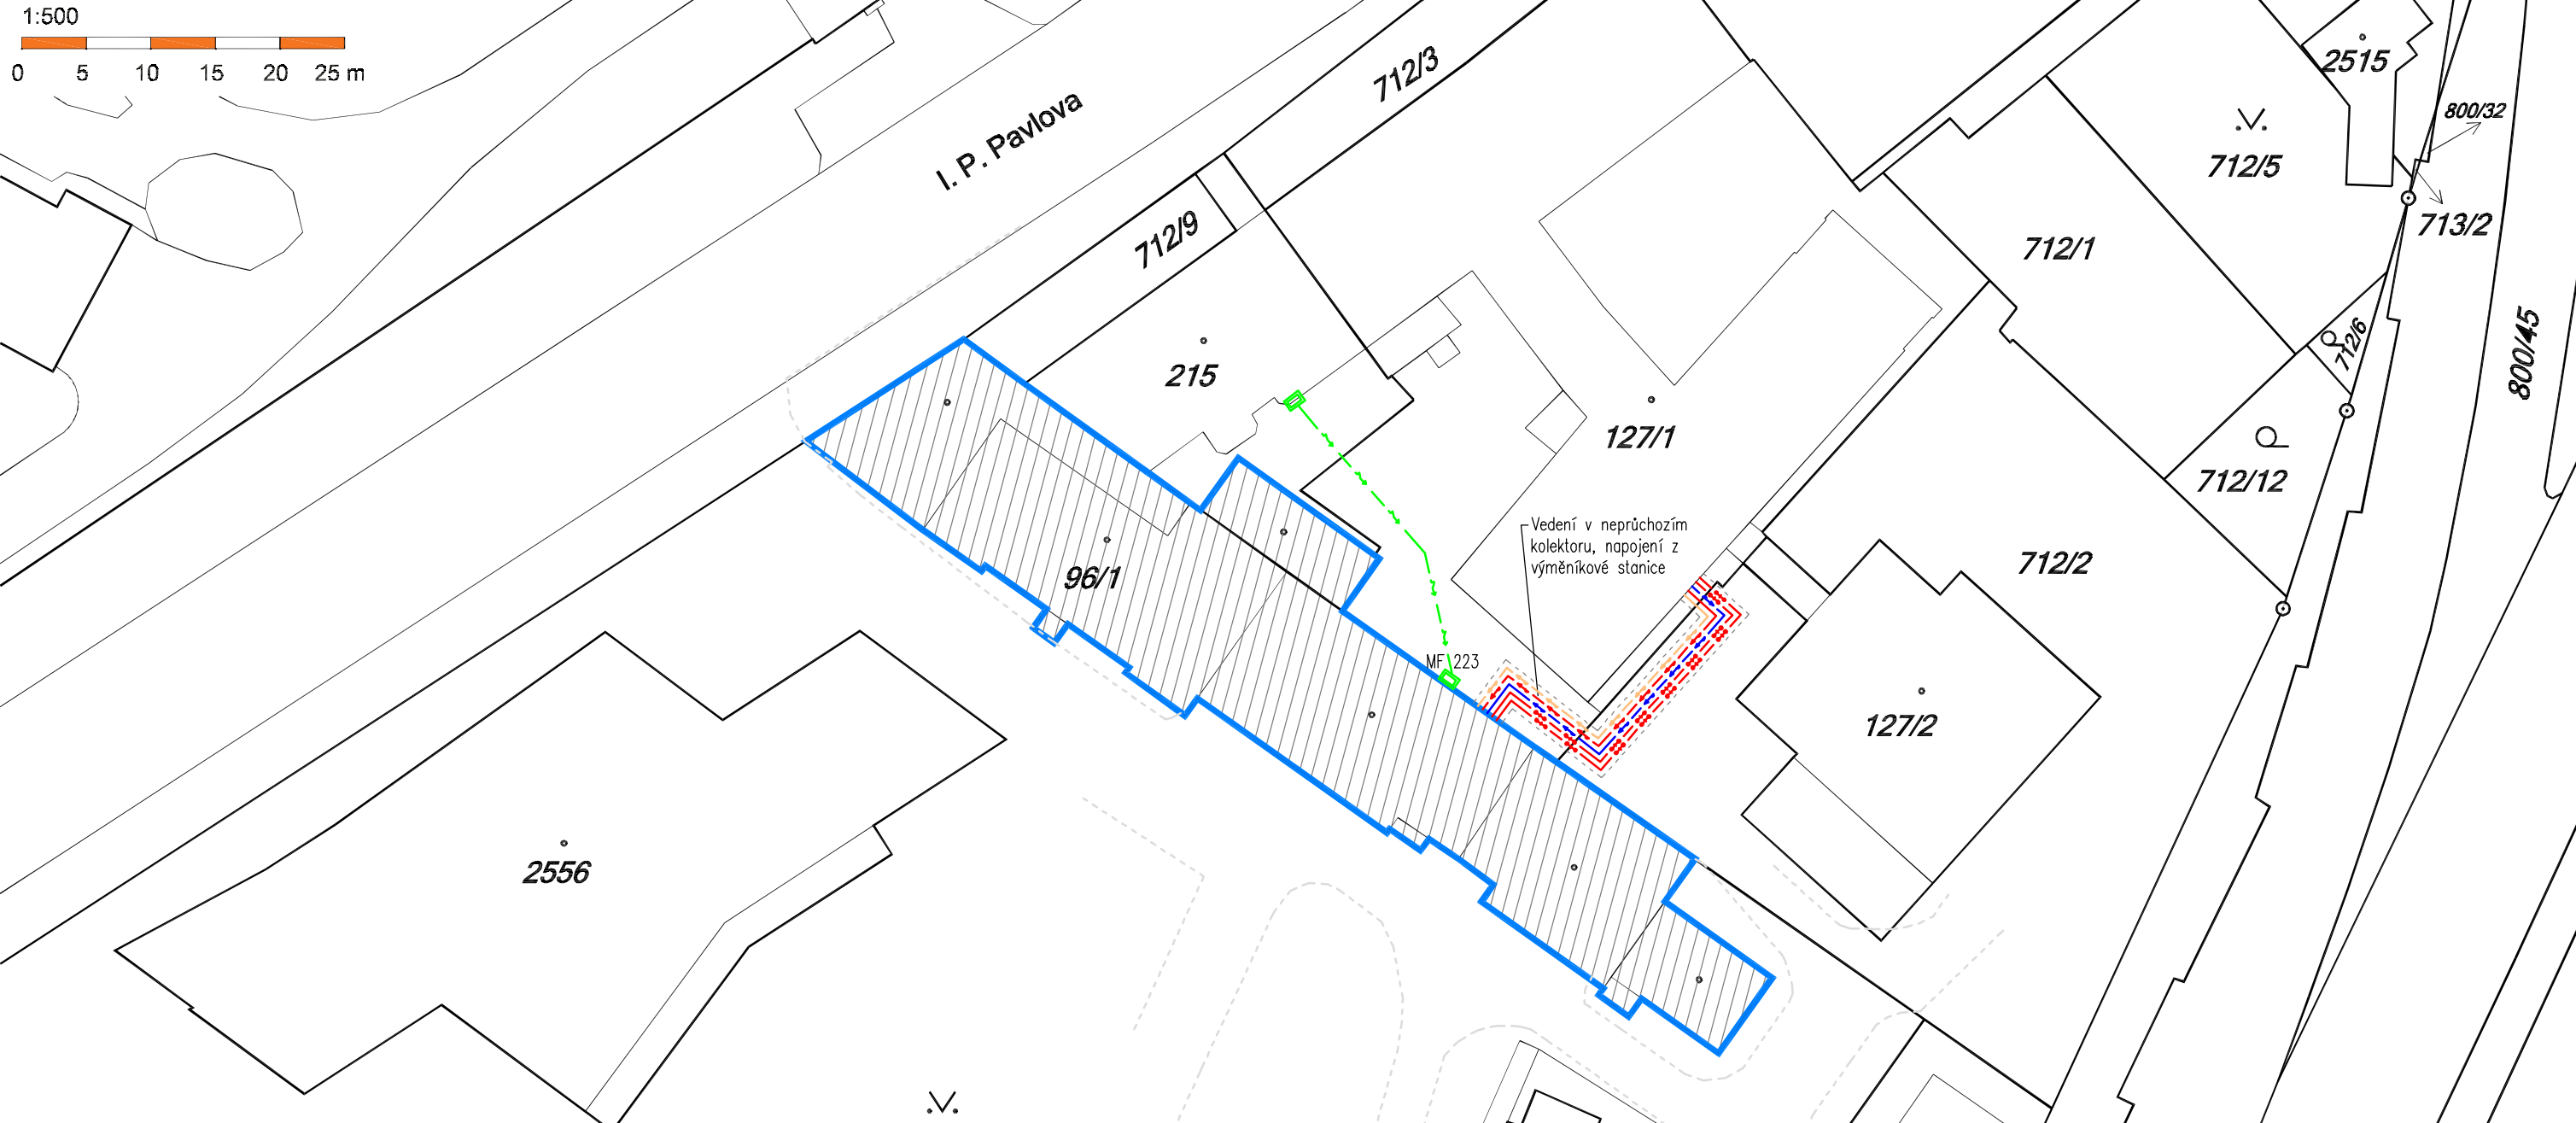 1:500
0 5 10 15 20 25 m
I. P. Pavlova
712/3
2515
800/32
712/5
713/2
712/9
712/1
712/6
800/45
215
127/1
712/12
Vedení v neprůchozím
kolektoru, napojení z
výměníkové stanice
712/2
96/1
MF 223
127/2
2556